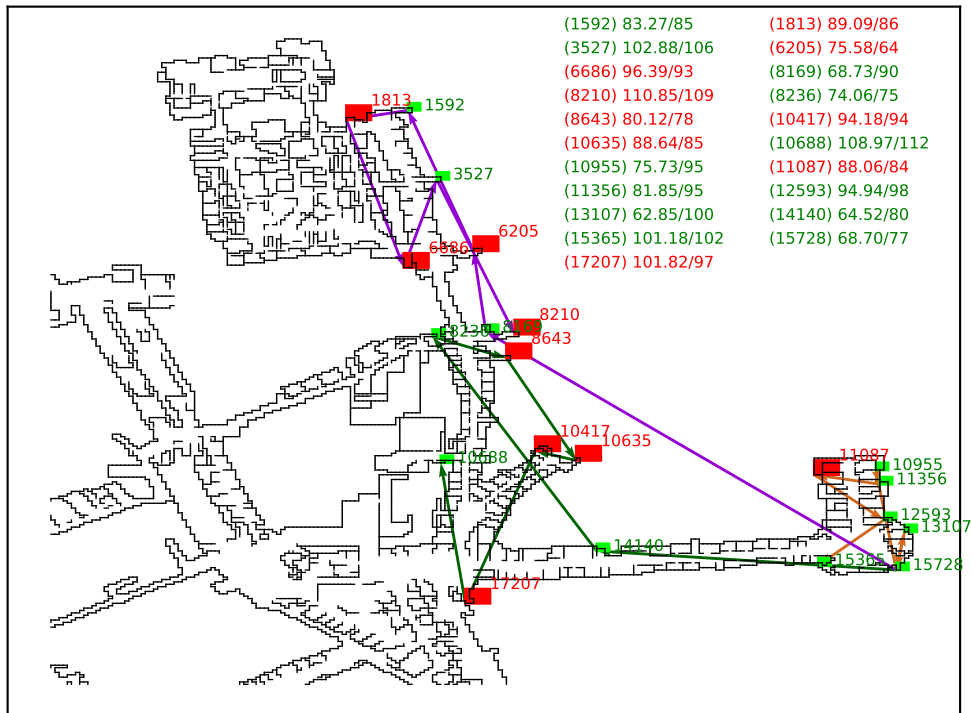 (1592) 83.27/85 (1813) 89.09/86
(3527) 102.88/106 (6205) 75.58/64
(6686) 96.39/93 (8169) 68.73/90
(8210) 110.85/109 (8236) 74.06/75
(8643) 80.12/78 (10417) 94.18/94
(10635) 88.64/85 (10688) 108.97/112
(10955) 75.73/95 (11087) 88.06/84
(11356) 81.85/95 (12593) 94.94/98
(13107) 62.85/100 (14140) 64.52/80
(15365) 101.18/102 (15728) 68.70/77
(17207) 101.82/97
1813
1592
3527
6205
6686
8210
8236
8169
8643
10417
10635
10688
11087
10955
11356
12593
13107
14140
15365
15728
17207